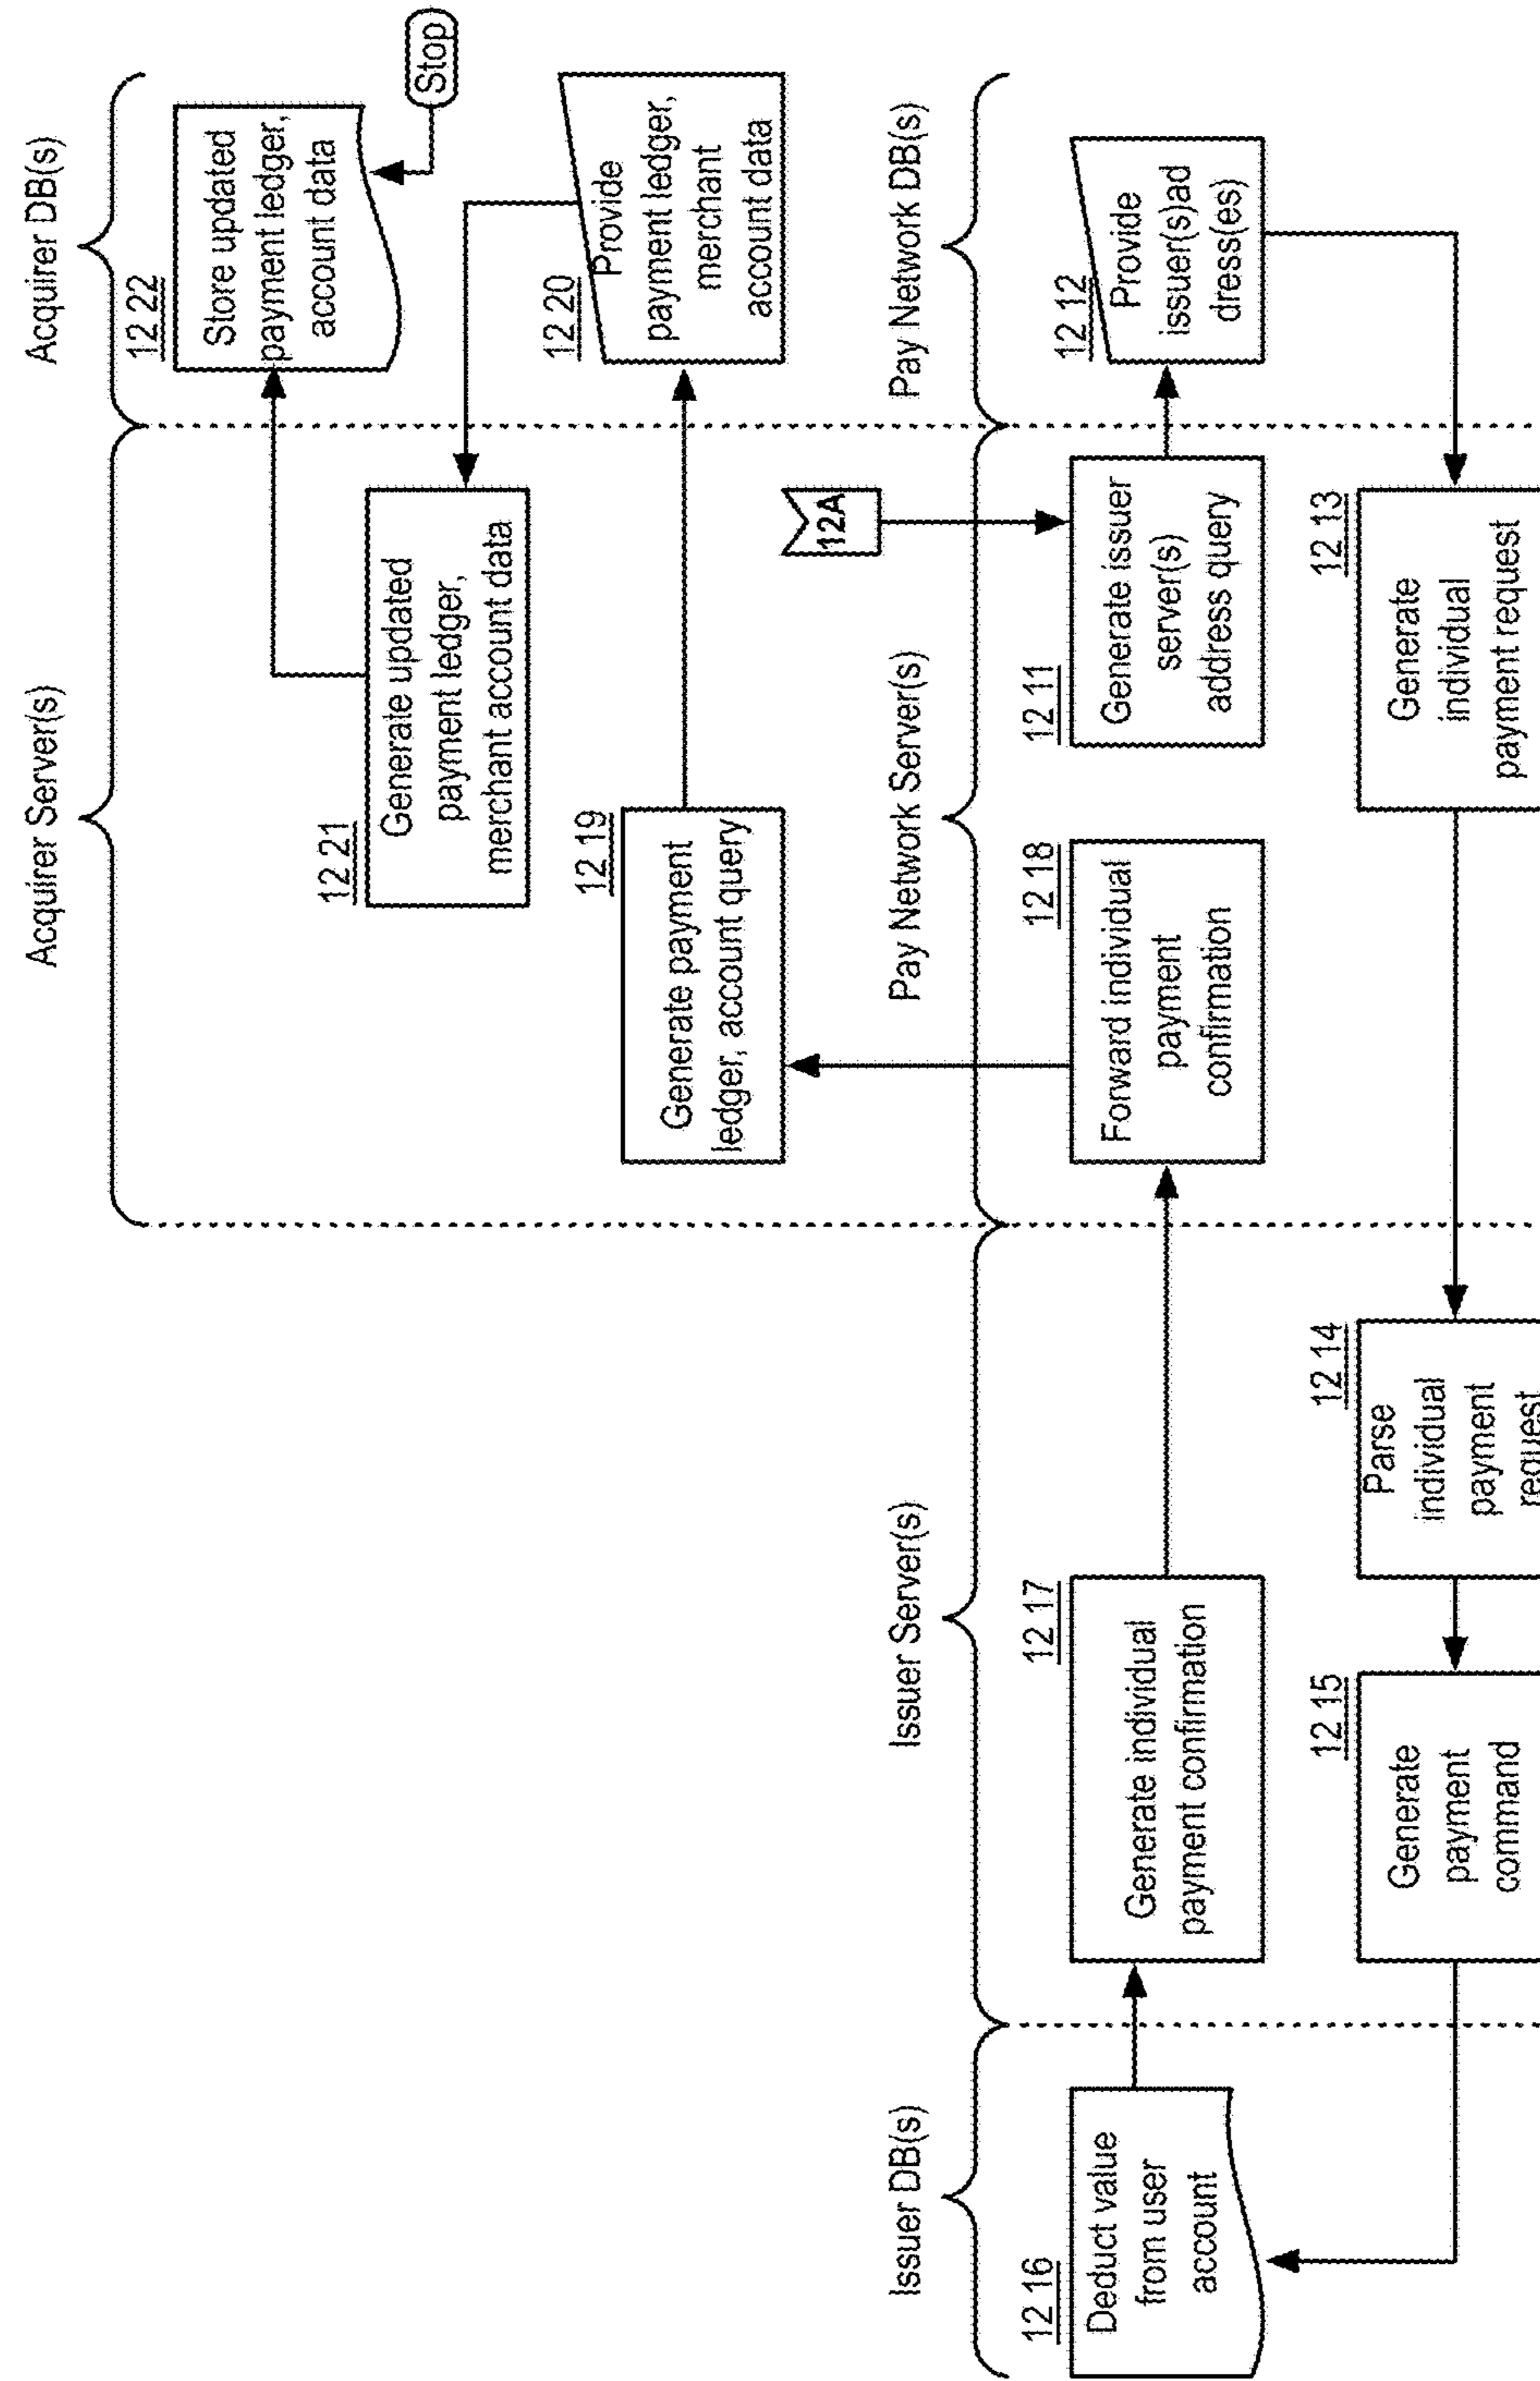 Acquirer Server(s)
Acquirer DB(s)
12 22
Store updated
payment ledger,
account data
Stop
12 21
Generate updated
payment ledger,
merchant account data
12 20
Provide
payment ledger,
merchant
account data
12 19
Generate payment
ledger, account query
12A
Issuer DB(s)
Issuer Server(s)
Pay Network Server(s)
Pay Network DB(s)
12 16
Deduct value
from user
account
12 17
Generate individual
payment confirmation
12 18
Forward individual
payment
confirmation
12 11
Generate issuer
server(s)
address query
12 12
Provide
issuer(s)ad
dress(es)
12 15
Generate
payment
command
12 14
Parse
individual
payment
request
12 13
Generate
individual
payment request